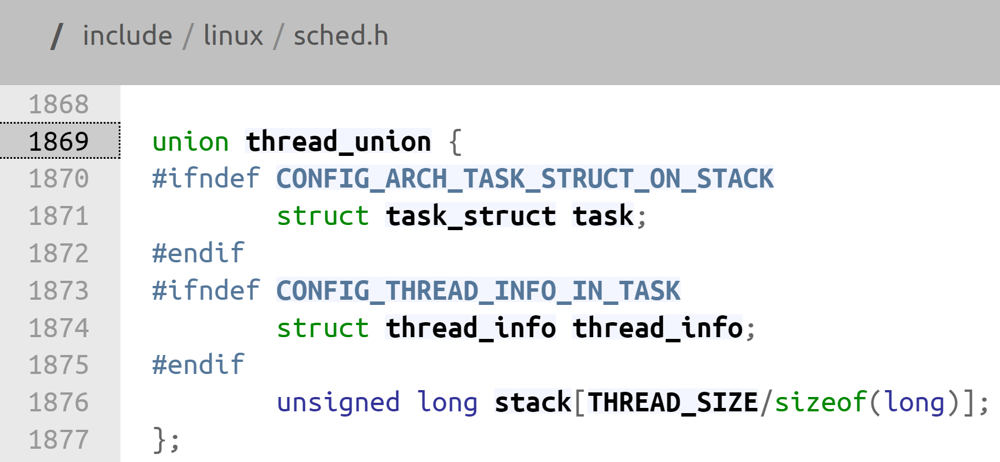 / include / linux / sched.h
1868
1869 union thread_union {
1870 #ifndef CONFIG_ARCH_TASK_STRUCT_ON_STACK
1871 struct task_struct task;
1872 #endif
1873 #ifndef CONFIG_THREAD_INFO_IN_TASK
1874 struct thread_info thread_info;
1875 #endif
1876 unsigned long stack[THREAD_SIZE/sizeof(long)];
1877 };